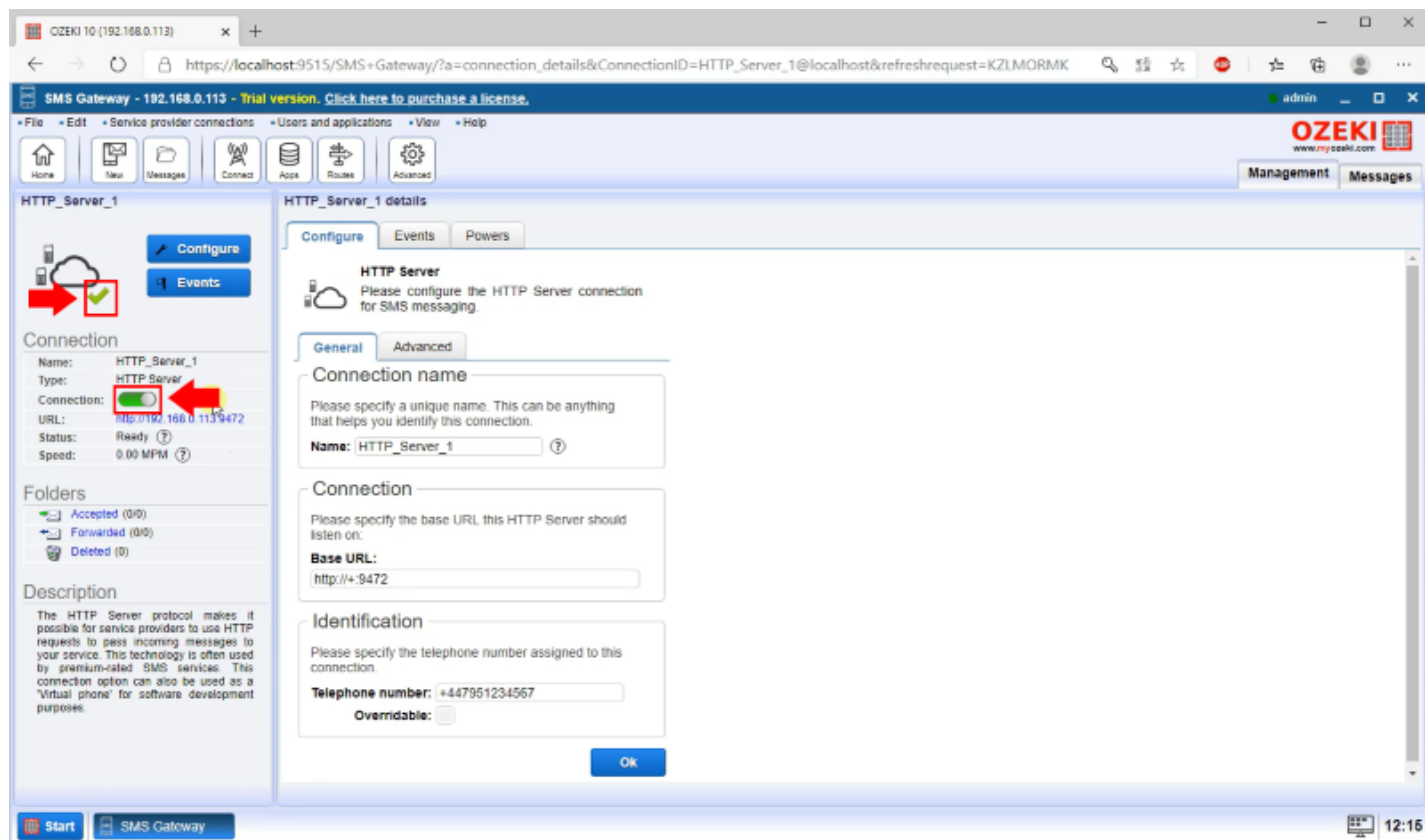 OZEKI 10 (192.168.0.113)
https://localhost:9515/SMS+Gateway/?a=connection_details&ConnectionID=HTTP_Server_1@localhost&refreshrequest=KZLMORMK
SMS Gateway - 192.168.0.113 - Trial version. Click here to purchase a license.
admin
File Edit Service provider connections Users and applications View Help
OZEKI
www.myozeki.com
Home New Messages Connect Apps Routes Advanced
Management Messages
HTTP_Server_1
Configure
Events
Connection
Name: HTTP_Server_1
Type: HTTP Server
Connection:
URL: http://192.168.0.113:9472
Status: Ready ?
Speed: 0.00 MPM ?
Folders
Accepted (0/0)
Forwarded (0/0)
Deleted (0)
Description
The HTTP Server protocol makes it
possible for service providers to use HTTP
requests to pass incoming messages to
your service. This technology is often used
by premium-rated SMS services. This
connection option can also be used as a
'Virtual phone' for software development
purposes.
HTTP_Server_1 details
Configure Events Powers
HTTP Server
Please configure the HTTP Server connection
for SMS messaging.
General Advanced
Connection name
Please specify a unique name. This can be anything
that helps you identify this connection.
Name: HTTP_Server_1 ?
Connection
Please specify the base URL this HTTP Server should
listen on:
Base URL:
http://+:9472
Identification
Please specify the telephone number assigned to this
connection.
Telephone number: +447951234567
Overridable:
Ok
Start SMS Gateway
12:15